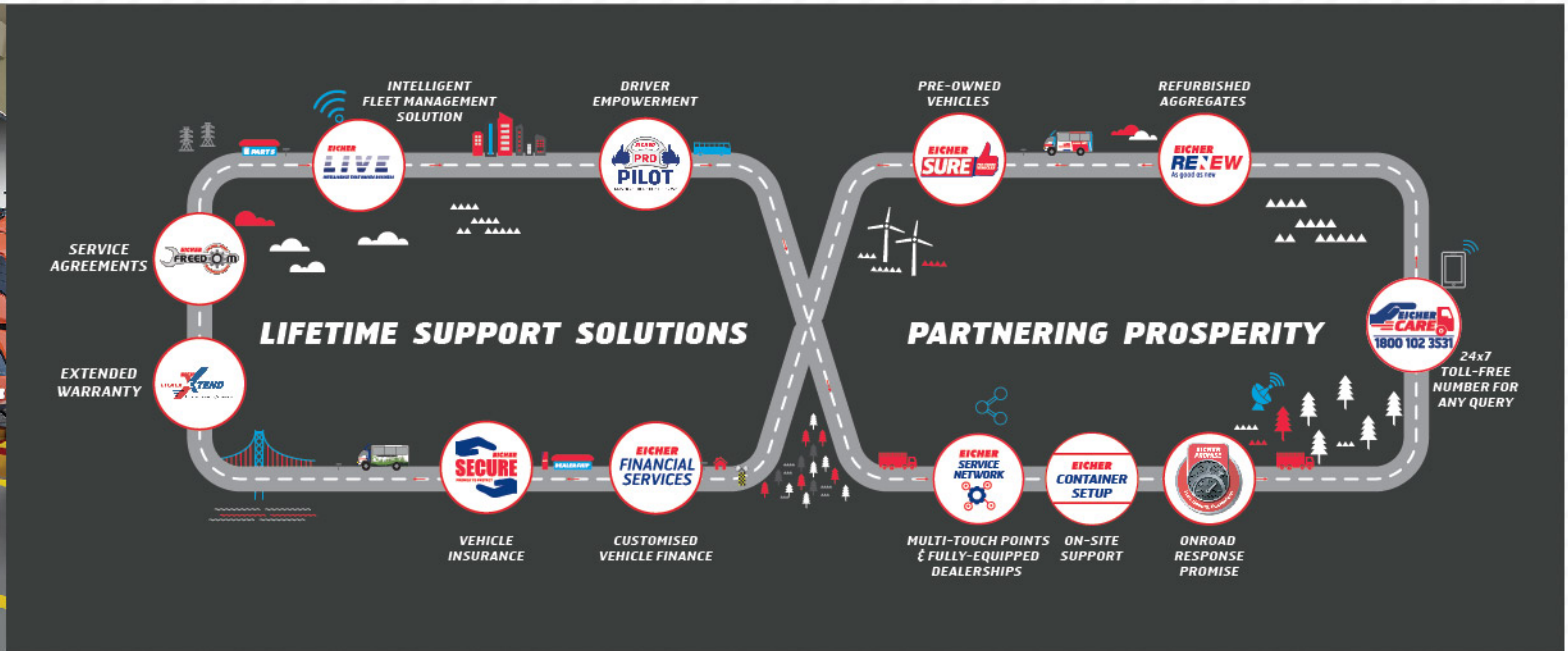 INTELLIGENT
FLEET MANAGEMENT
SOLUTION
DRIVER
EMPOWERMENT
PRE-OWNED
VEHICLES
REFURBISHED
AGGREGATES
PARTS
EICHER
LIVE
PRO
PILOT
EICHER
SURE
EICHER
RENEW
As good as new
SERVICE
AGREEMENTS
FREEDOM
LIFETIME SUPPORT SOLUTIONS
PARTNERING PROSPERITY
EICHER
CARE
1800 102 3531
24x7
TOLL-FREE
NUMBER FOR
ANY QUERY
EXTENDED
WARRANTY
XTEND
EICHER
SECURE
DEALERSHIP
EICHER
FINANCIAL
SERVICES
EICHER
SERVICE
NETWORK
EICHER
CONTAINER
SETUP
VEHICLE
INSURANCE
CUSTOMISED
VEHICLE FINANCE
MULTI-TOUCH POINTS
& FULLY-EQUIPPED
DEALERSHIPS
ON-SITE
SUPPORT
ONROAD
RESPONSE
PROMISE